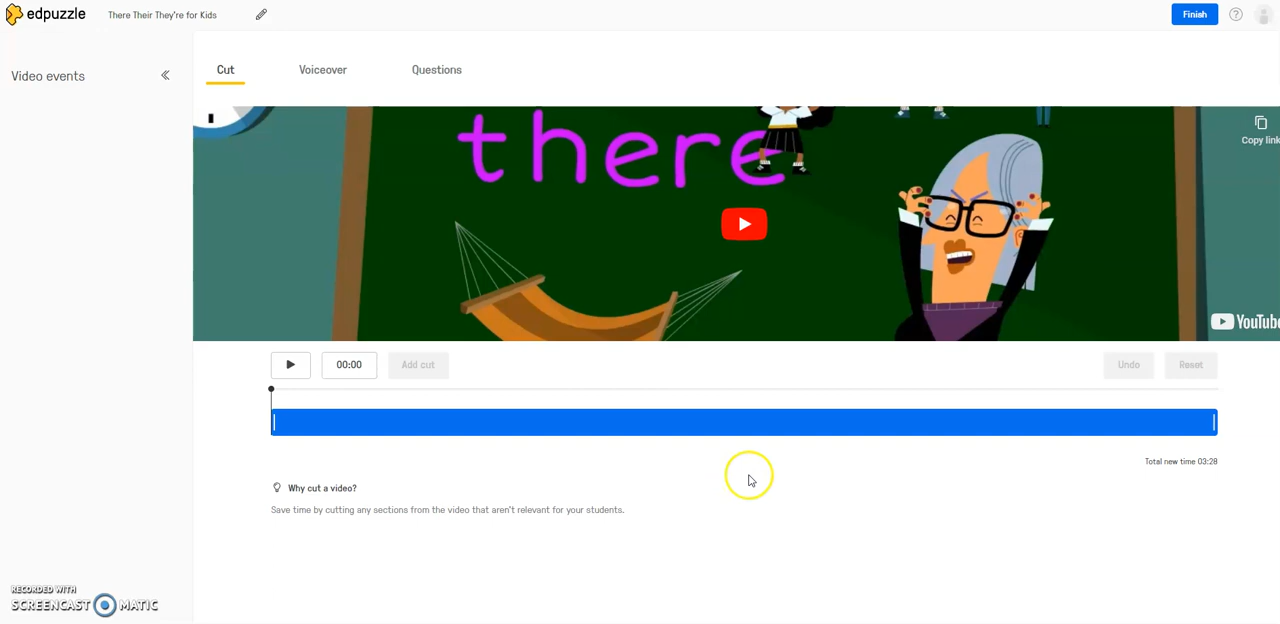 edpuzzle There Their They're for Kids Finish
Video events
Cut Voiceover Questions
there
Copy link
YouTube
00:00 Add cut Undo Reset
Total new time 03:28
Why cut a video?
Save time by cutting any sections from the video that aren't relevant for your students.
RECORDED WITH
SCREENCAST MATIC